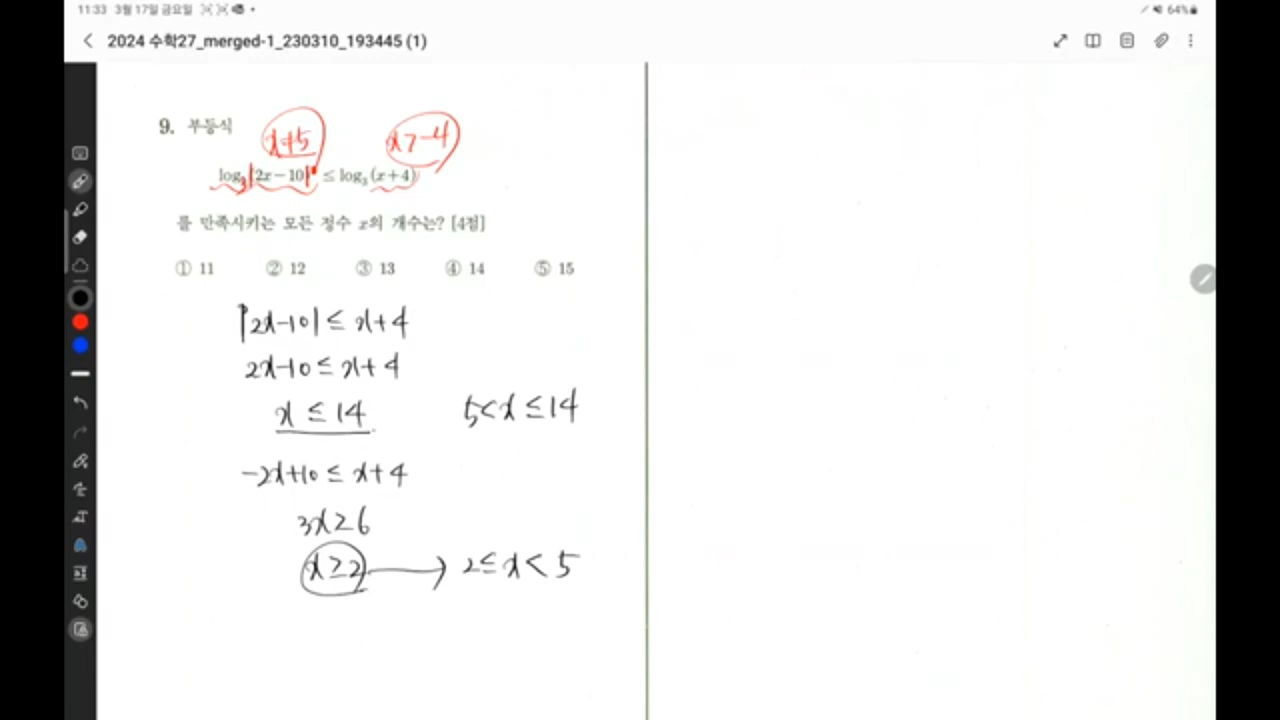 11:33 3월 17일 금요일
64%
2024 수학27_merged-1_230310_193445 (1)
9. 부등식
x≠5 x>-4
log₃|2x-10| ≤ log₃(x+4)
를 만족시키는 모든 정수 x의 개수는? [4점]
① 11 ② 12 ③ 13 ④ 14 ⑤ 15
|2x-10| ≤ x+4
2x-10 ≤ x+4
x ≤ 14 5<x ≤14
-2x+10 ≤ x+4
3x≥6
x≥2 → 2≤x<5